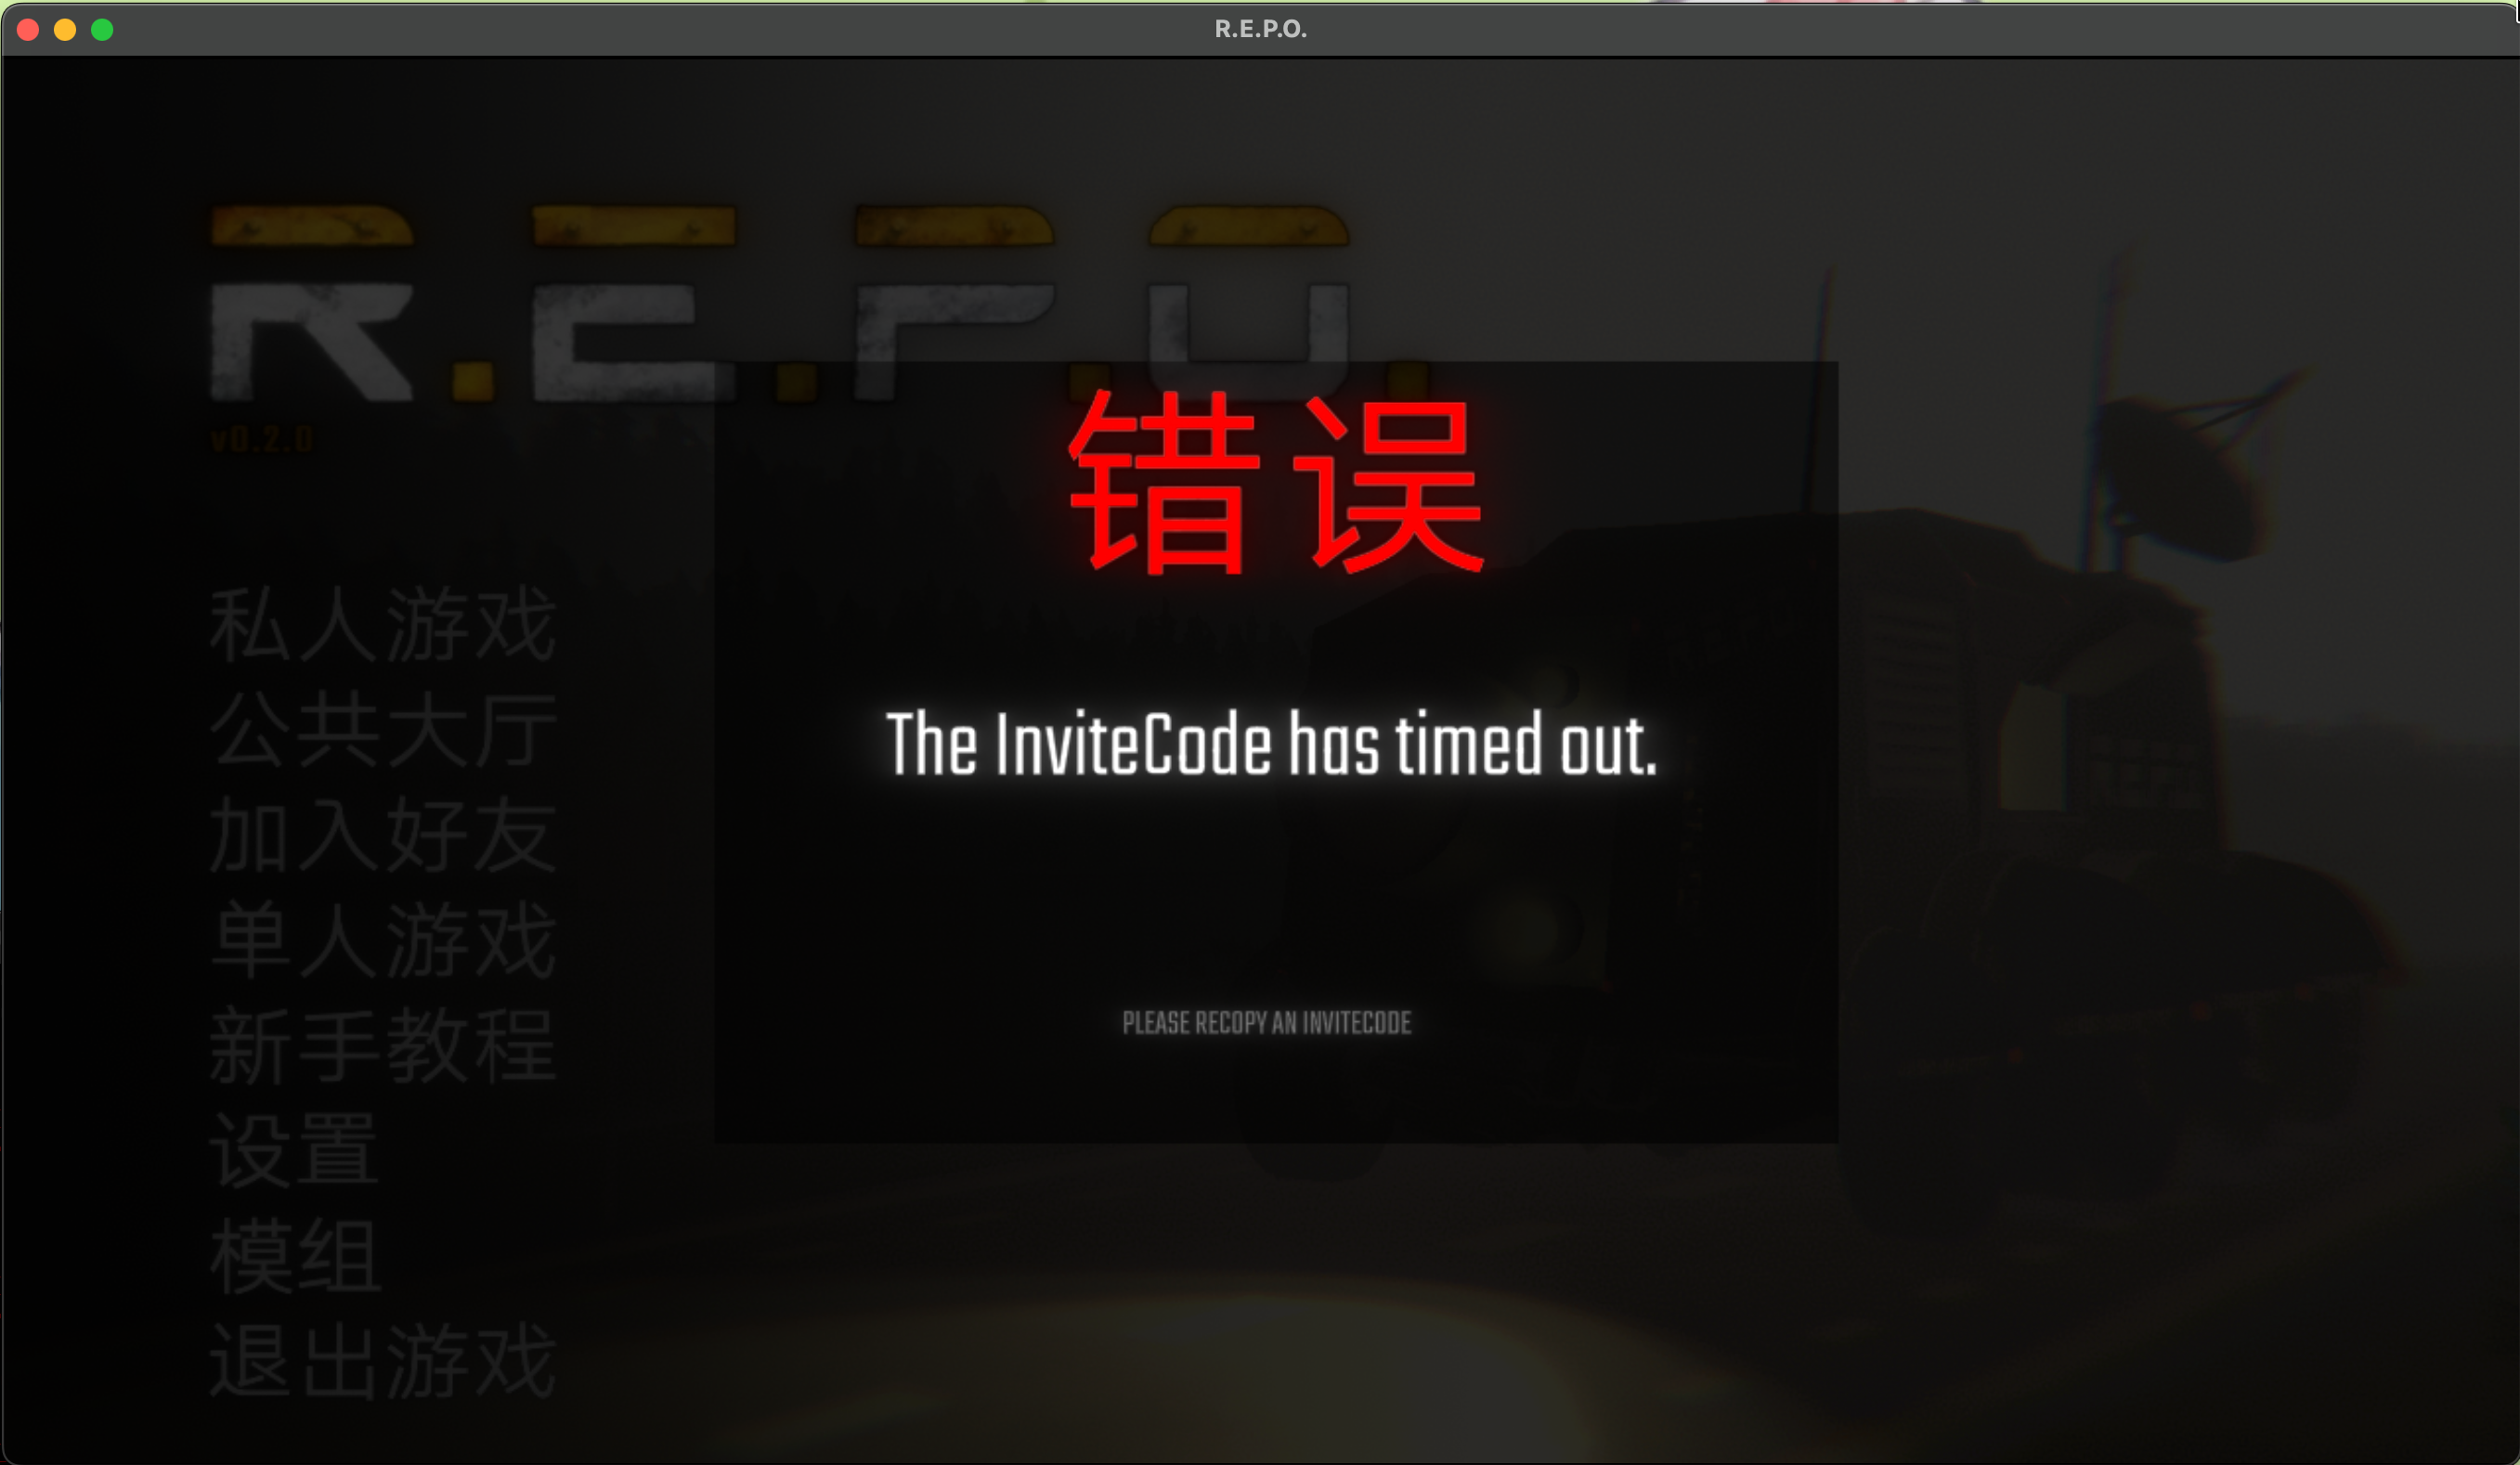 R.E.P.O.
R.E.P.O.
v0.2.0
错误
私人游戏
公共大厅
The InviteCode has timed out.
加入好友
单人游戏
新手教程
PLEASE RECOPY AN INVITECODE
设置
模组
退出游戏